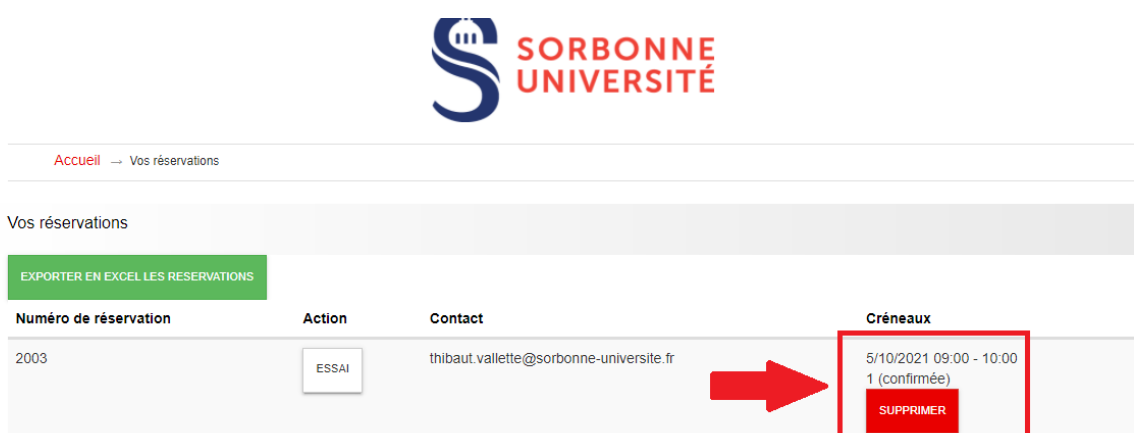 SORBONNE
UNIVERSITÉ
Accueil → Vos réservations
Vos réservations
EXPORTER EN EXCEL LES RESERVATIONS
Numéro de réservation Action Contact Créneaux
2003 ESSAI thibaut.vallette@sorbonne-universite.fr 5/10/2021 09:00 - 10:00
1 (confirmée)
SUPPRIMER